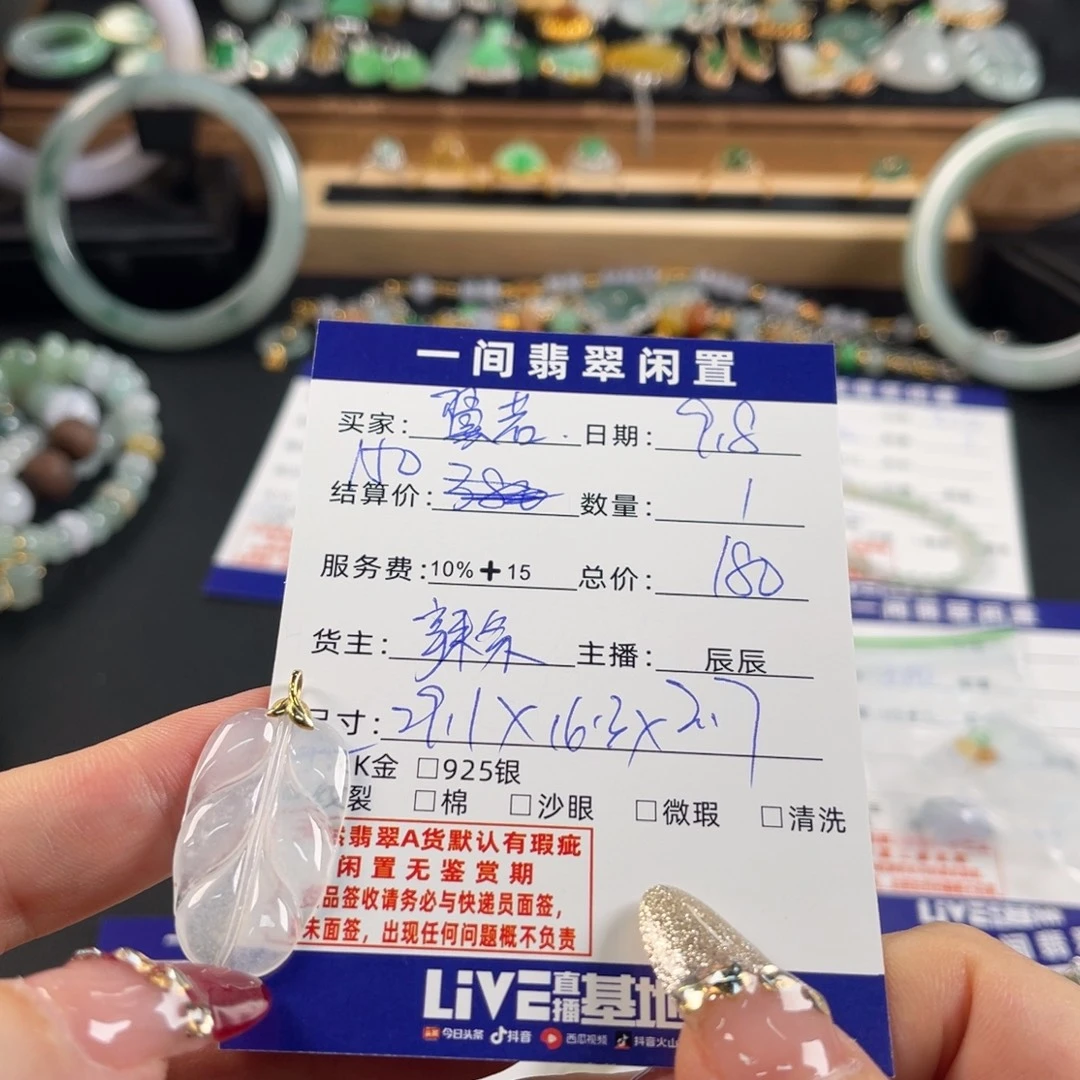 一间翡翠闲置
买家: 日期: 9.8
150
结算价: 380 数量: 1
服务费: 10%+15 总价: 180
货主: 辣条 主播: 辰辰
尺寸: 29.1×16.3×2.7
K金 □925银
裂 □棉 □沙眼 □微瑕 □清洗
翡翠A货默认有瑕疵
闲置无鉴赏期
品签收请务必与快递员面签,
未面签,出现任何问题概不负责
LiVE直播基地
今日头条 抖音 西瓜视频 抖音火山